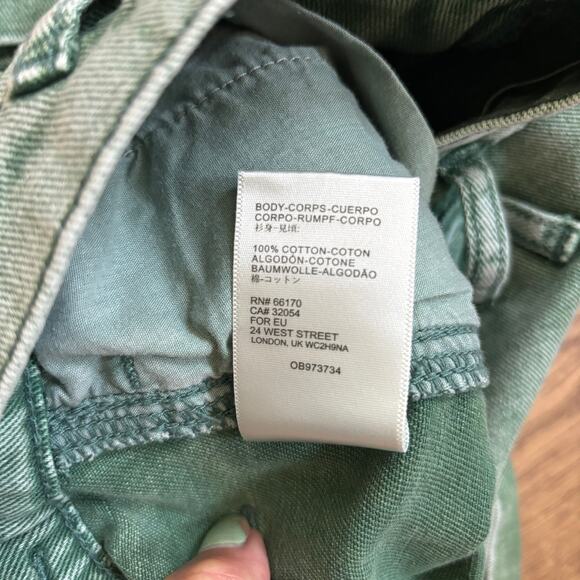 BODY-CORPS-CUERPO
CORPO-RUMPF-CORPO
衫身-見頃:
100% COTTON-COTON
ALGODÓN-COTONE
BAUMWOLLE-ALGODÃO
棉-コットン
RN# 66170
CA# 32054
FOR EU
24 WEST STREET
LONDON, UK WC2H9NA
OB973734